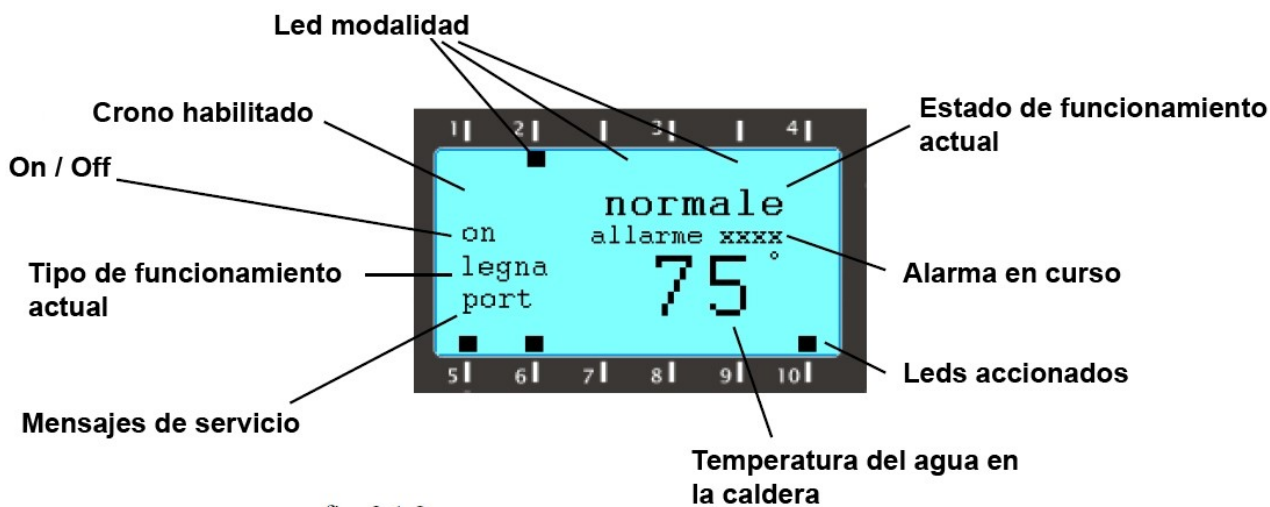 Led modalidad
Crono habilitado
Estado de funcionamiento
actual
On / Off
1 2 3 4
normale
on
allarme xxxx
Tipo de funcionamiento
actual
legna
75°
port
Alarma en curso
5 6 7 8 9 10
Leds accionados
Mensajes de servicio
Temperatura del agua en
la caldera